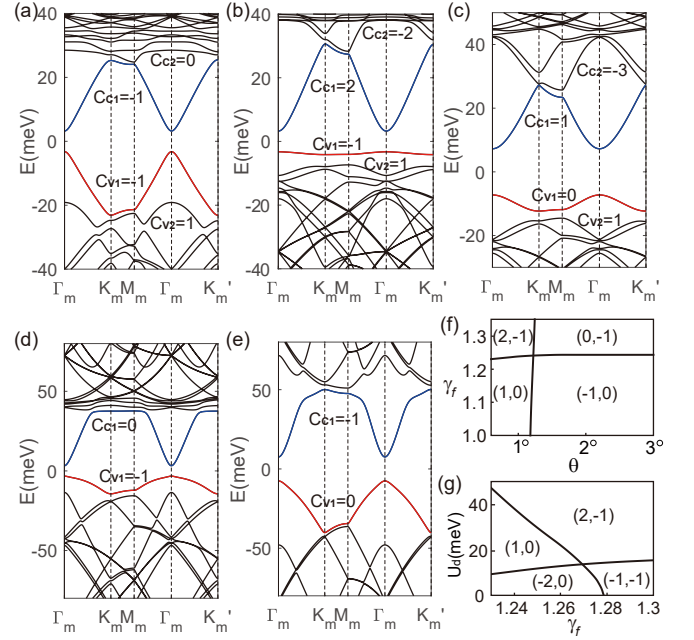 (a)
40
20
0
-20
-40
E(meV)
Cc2=0
Cc1=-1
Cv1=-1
Cv2=1
Γm Km Mm Γm Km'
(b)
40
20
0
-20
-40
E(meV)
Cc2=-2
Cc1=2
Cv1=-1
Cv2=1
Γm Km Mm Γm Km'
(c)
40
20
0
-20
E(meV)
Cc2=-3
Cc1=1
Cv1=0
Cv2=1
Γm Km Mm Γm Km'
(d)
50
0
-50
E(meV)
Cc1=0
Cv1=-1
Γm Km Mm Γm Km'
(e)
50
0
-50
E(meV)
Cc1=-1
Cv1=0
Γm Km Mm Γm Km'
(f)
1.3
1.2
1.1
1.0
γf
(2,-1) (0,-1)
(1,0) (-1,0)
1° 2° 3°
θ
(g)
40
20
0
Ud(meV)
(2,-1)
(1,0)
(-2,0) (-1,-1)
1.24 1.26 1.28 1.3
γf